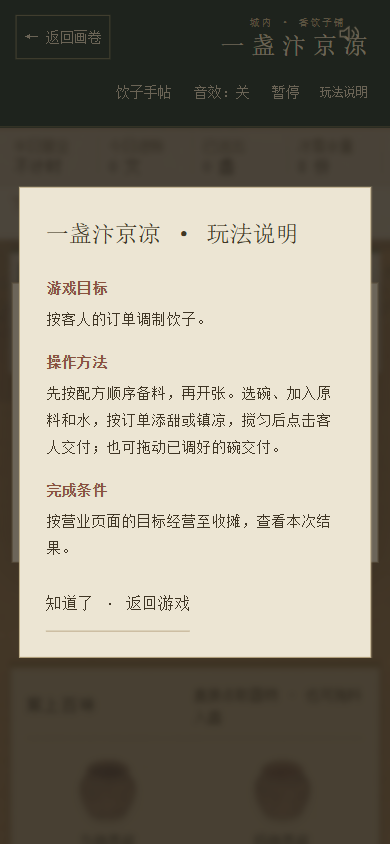 ← 返回画卷
城内 · 香饮子铺
一盏汴京凉
饮子手帖 音效：关 暂停 玩法说明
一盏汴京凉 • 玩法说明
游戏目标
按客人的订单调制饮子。
操作方法
先按配方顺序备料，再开张。选碗、加入原
料和水，按订单添甜或镇凉，搅匀后点击客
人交付；也可拖动已调好的碗交付。
完成条件
按营业页面的目标经营至收摊，查看本次结
果。
知道了 · 返回游戏